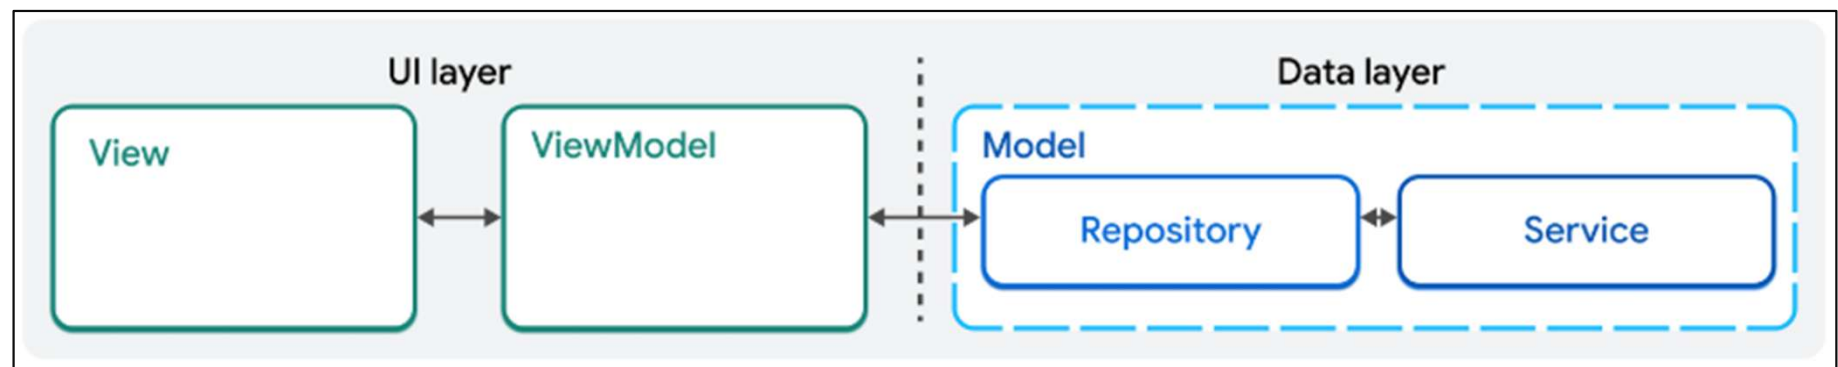 UI layer
Data layer
View
ViewModel
Model
Repository
Service